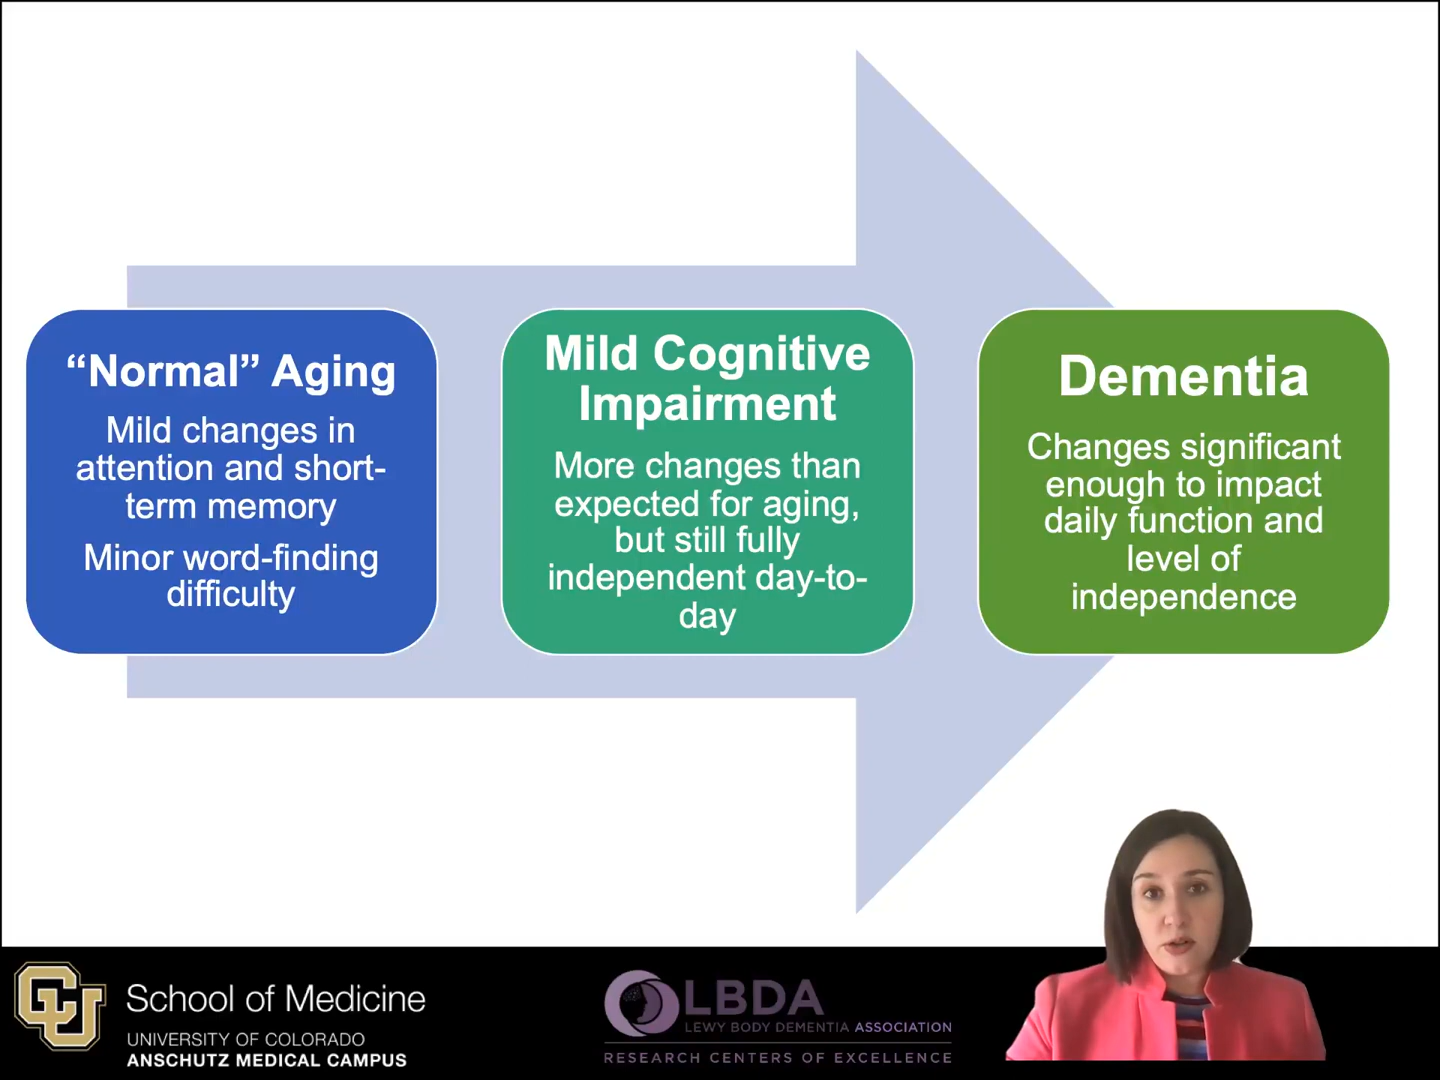 “Normal” Aging
Mild changes in
attention and short-
term memory
Minor word-finding
difficulty
Mild Cognitive
Impairment
More changes than
expected for aging,
but still fully
independent day-to-
day
Dementia
Changes significant
enough to impact
daily function and
level of
independence
CU
School of Medicine
UNIVERSITY OF COLORADO
ANSCHUTZ MEDICAL CAMPUS
LBDA
LEWY BODY DEMENTIA ASSOCIATION
RESEARCH CENTERS OF EXCELLENCE